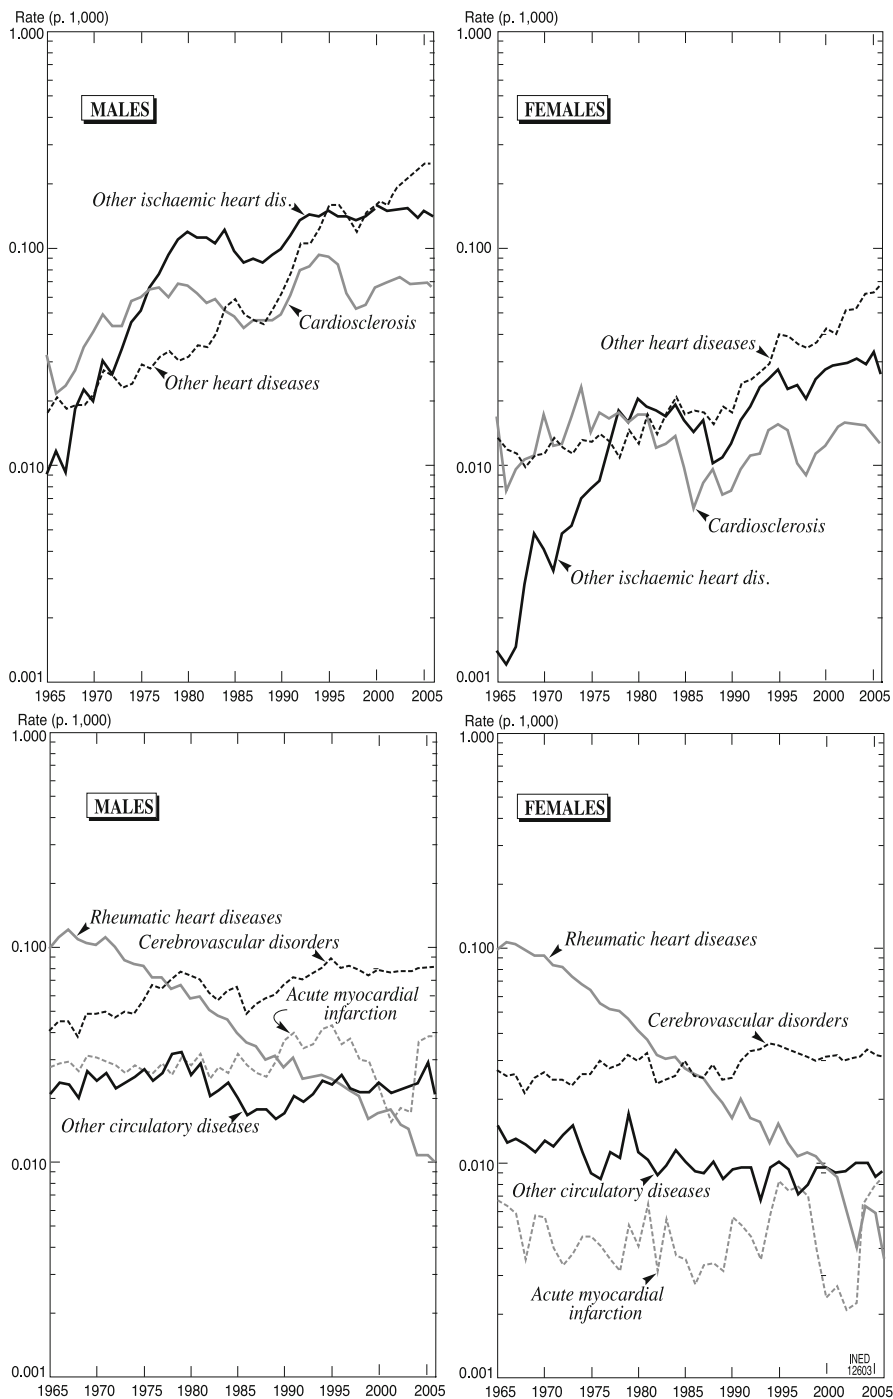 Rate (p. 1,000)
1.000
MALES
Other ischaemic heart dis.
0.100
Cardiosclerosis
Other heart diseases
0.010
0.001
1965 1970 1975 1980 1985 1990 1995 2000 2005
Rate (p. 1,000)
1.000
FEMALES
0.100
Other heart diseases
0.010
Cardiosclerosis
Other ischaemic heart dis.
0.001
1965 1970 1975 1980 1985 1990 1995 2000 2005
Rate (p. 1,000)
1.000
MALES
Rheumatic heart diseases
0.100
Cerebrovascular disorders
Acute myocardial
infarction
Other circulatory diseases
0.010
0.001
1965 1970 1975 1980 1985 1990 1995 2000 2005
Rate (p. 1,000)
1.000
FEMALES
0.100
Rheumatic heart diseases
Cerebrovascular disorders
0.010
Other circulatory diseases
Acute myocardial
infarction
INED
12603
0.001
1965 1970 1975 1980 1985 1990 1995 2000 2005